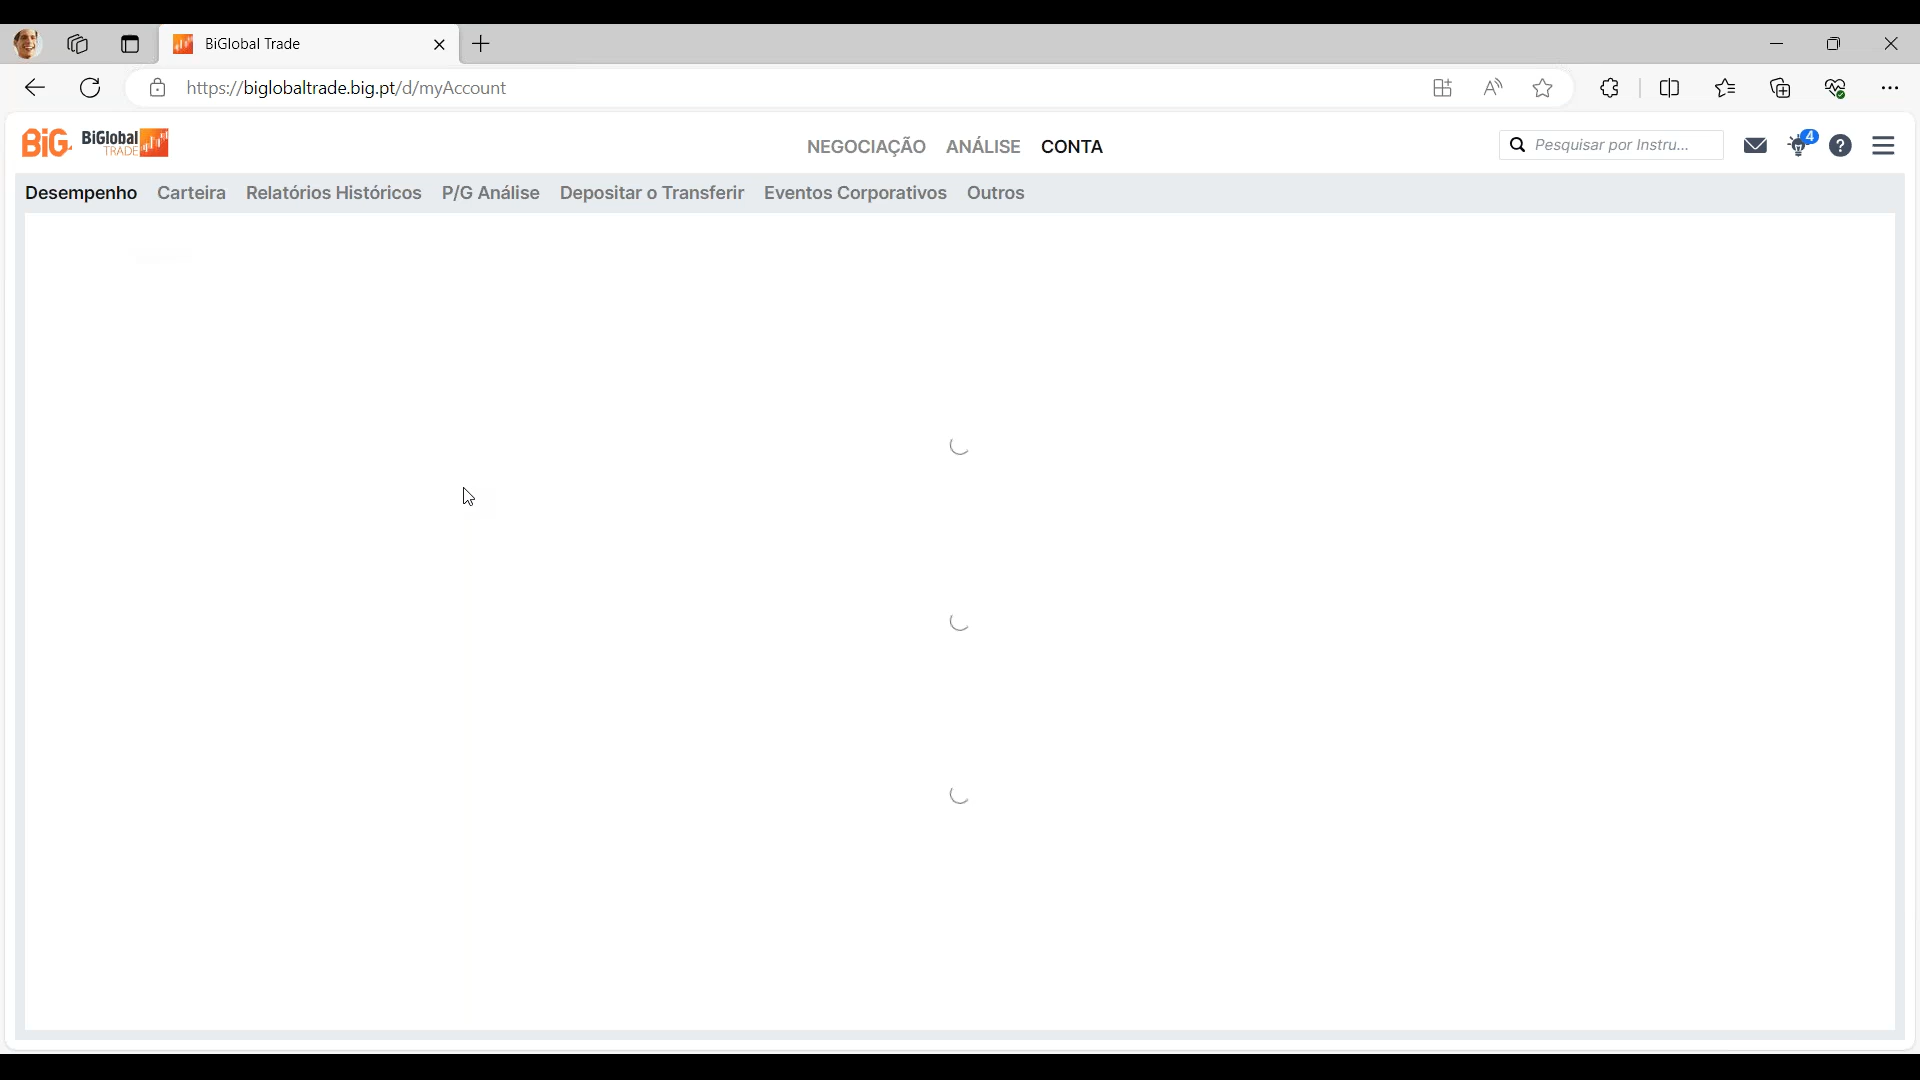 BiGlobal Trade
https://biglobaltrade.big.pt/d/myAccount
BiG BiGlobal TRADE
NEGOCIAÇÃO ANÁLISE CONTA
Pesquisar por Instru...
4
Desempenho Carteira Relatórios Históricos P/G Análise Depositar o Transferir Eventos Corporativos Outros